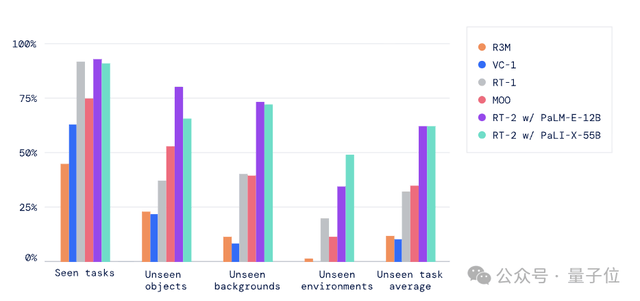 100%
75%
50%
25%
0%
Seen tasks
Unseen
objects
Unseen
backgrounds
Unseen
environments
Unseen task
average
R3M
VC-1
RT-1
MOO
RT-2 w/ PaLM-E-12B
RT-2 w/ PaLI-X-55B
公众号 · 量子位